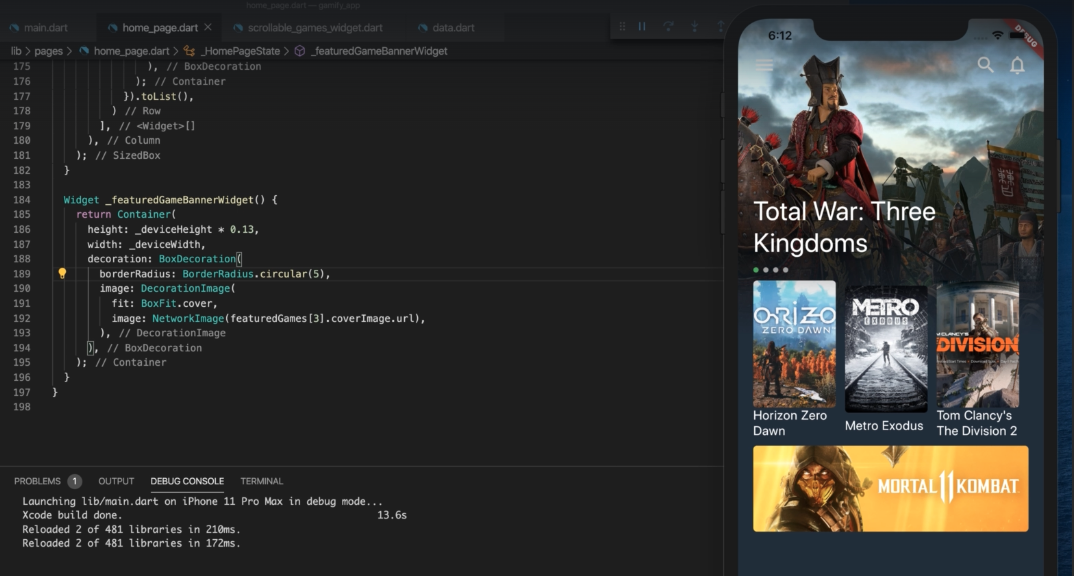 home_page.dart — gamify_app
main.dart
home_page.dart
scrollable_games_widget.dart
data.dart
lib > pages > home_page.dart > _HomePageState > _featuredGameBannerWidget
175 ), // BoxDecoration
176 ); // Container
177 }).toList(),
178 ) // Row
179 ], // <Widget>[]
180 ), // Column
181 ); // SizedBox
182 }
183
184 Widget _featuredGameBannerWidget() {
185 return Container(
186 height: _deviceHeight * 0.13,
187 width: _deviceWidth,
188 decoration: BoxDecoration(
189 borderRadius: BorderRadius.circular(5),
190 image: DecorationImage(
191 fit: BoxFit.cover,
192 image: NetworkImage(featuredGames[3].coverImage.url),
193 ), // DecorationImage
194 ), // BoxDecoration
195 ); // Container
196 }
197 }
198
PROBLEMS 1 OUTPUT DEBUG CONSOLE TERMINAL
Launching lib/main.dart on iPhone 11 Pro Max in debug mode...
Xcode build done. 13.6s
Reloaded 2 of 481 libraries in 210ms.
Reloaded 2 of 481 libraries in 172ms.
6:12
DEBUG
Total War: Three
Kingdoms
ORIZO
ZERO DAWN
METRO
EXODUS
M CLANCY'S
DIVISION
Horizon Zero
Dawn
Metro Exodus
Tom Clancy's
The Division 2
MORTAL 11 KOMBAT